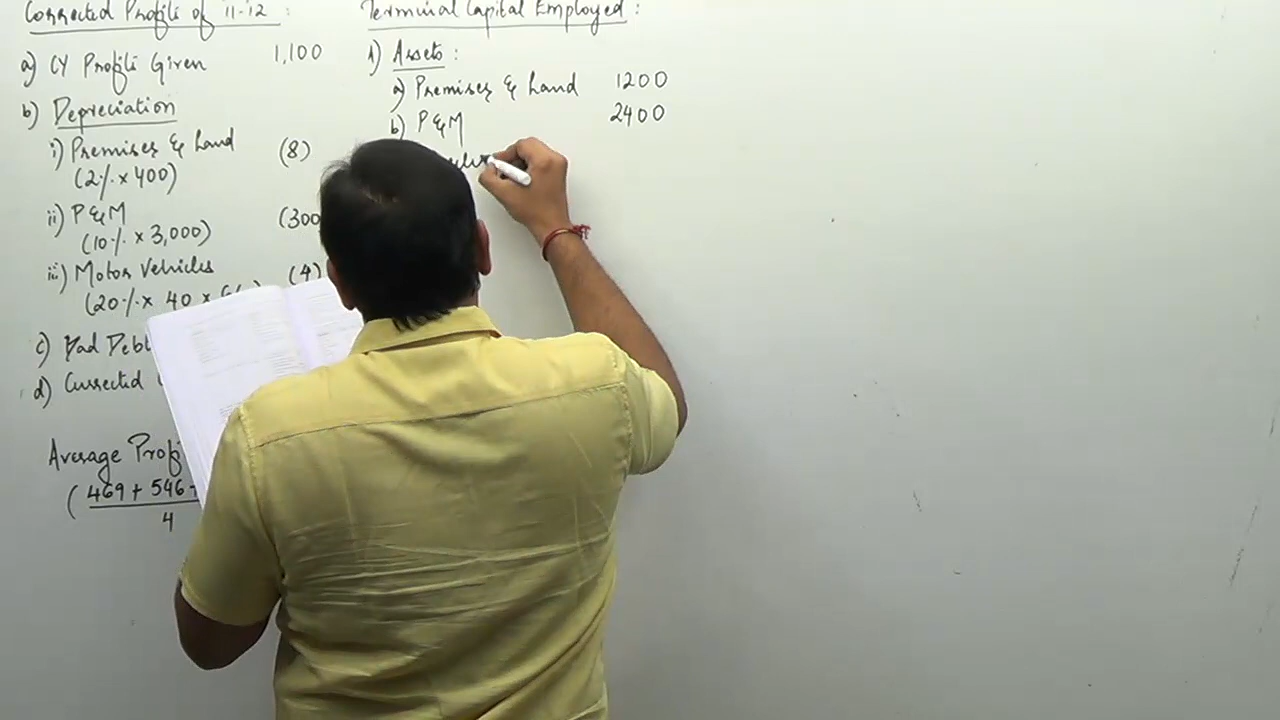 Corrected Profits of '11-'12 :
a) CY Profits Given 1,100
b) Depreciation
i) Premises & Land (8)
(2% × 400)
ii) P&M (300
(10% × 3,000)
iii) Motor Vehicles (4)
(20% × 40 ×
c) Bad Debt
d) Corrected
Average Profi
( 469 + 546 +
4
Terminal Capital Employed :
1) Assets :
a) Premises & Land 1200
b) P&M 2400